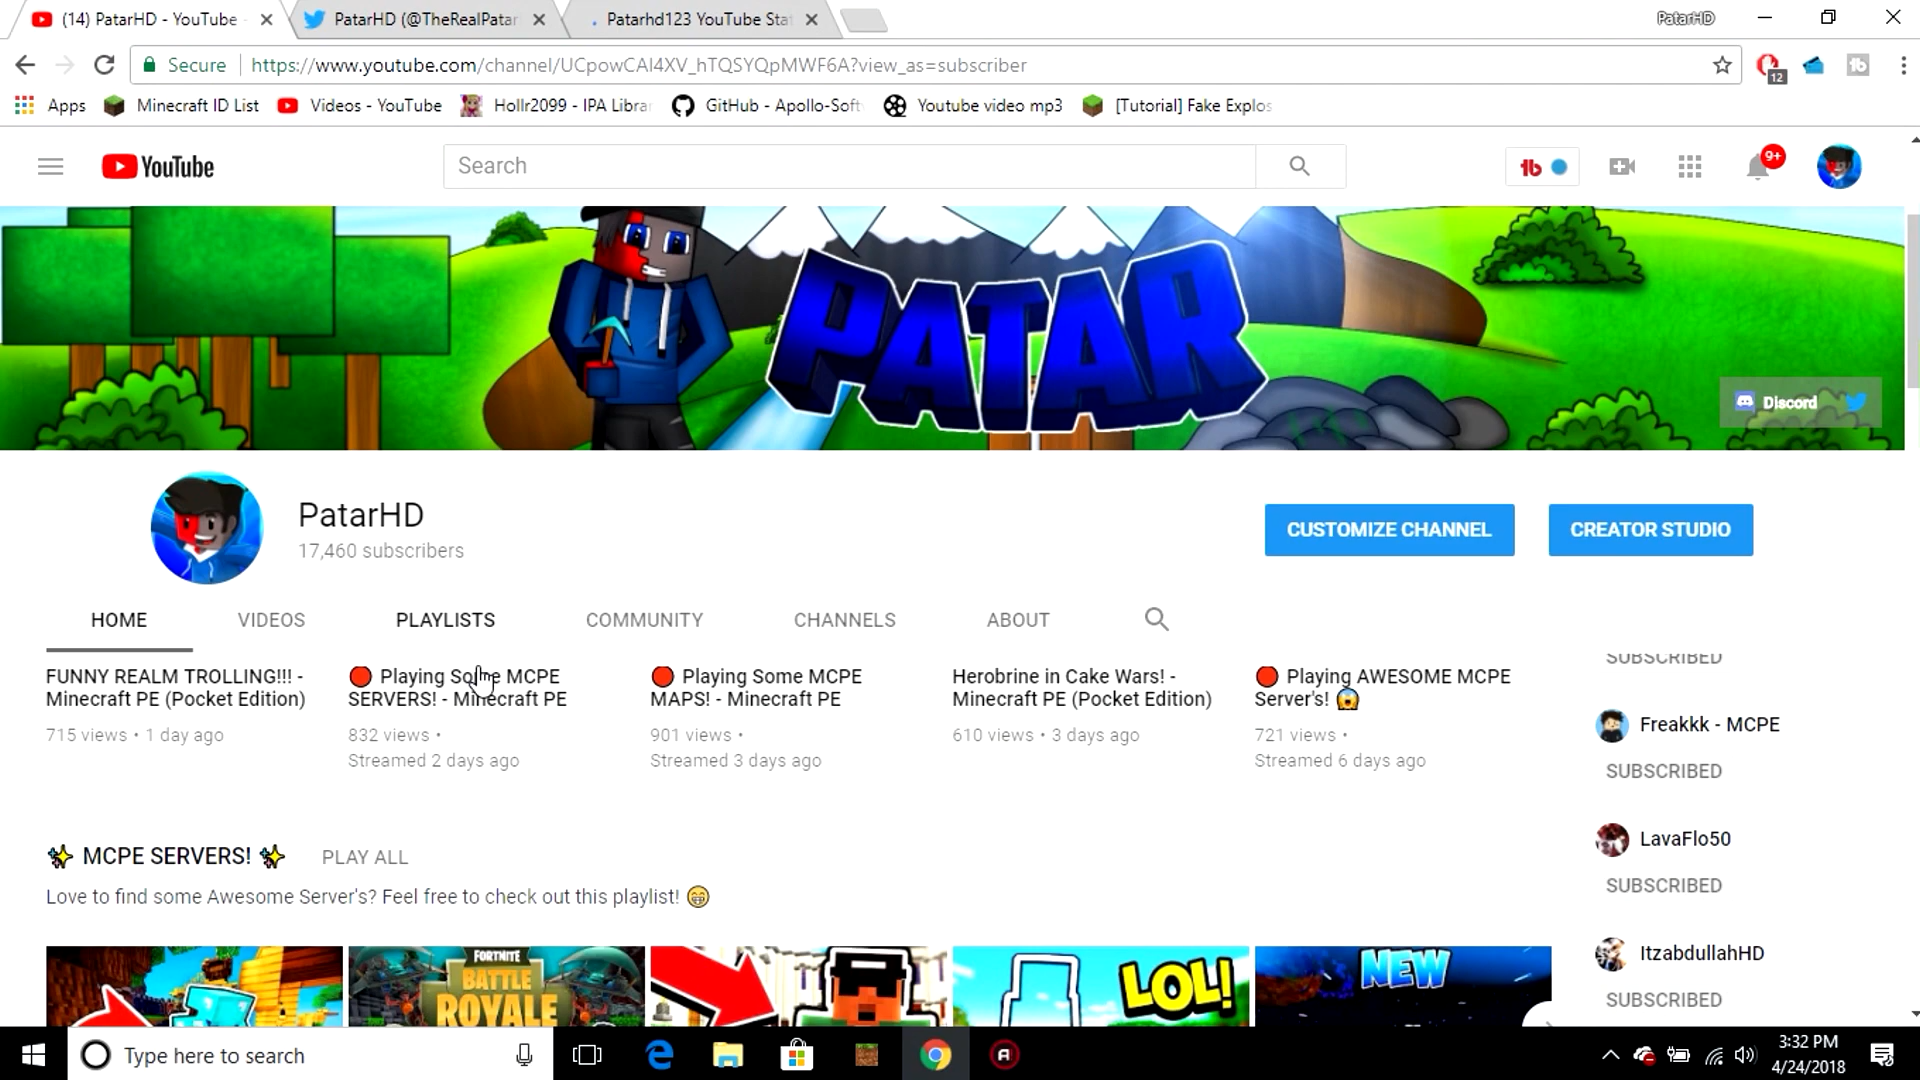 (14) PatarHD - YouTube
PatarHD (@TheRealPatar
Patarhd123 YouTube Stat
PatarHD
Secure
https://www.youtube.com/channel/UCpowCAI4XV_hTQSYQpMWF6A?view_as=subscriber
12
Apps
Minecraft ID List
Videos - YouTube
Hollr2099 - IPA Librar
GitHub - Apollo-Soft
Youtube video mp3
[Tutorial] Fake Explos
YouTube
Search
9+
PATAR
Discord
PatarHD
17,460 subscribers
CUSTOMIZE CHANNEL
CREATOR STUDIO
HOME
VIDEOS
PLAYLISTS
COMMUNITY
CHANNELS
ABOUT
FUNNY REALM TROLLING!!! -
Minecraft PE (Pocket Edition)
715 views • 1 day ago
🔴 Playing Some MCPE
SERVERS! - Minecraft PE
832 views •
Streamed 2 days ago
🔴 Playing Some MCPE
MAPS! - Minecraft PE
901 views •
Streamed 3 days ago
Herobrine in Cake Wars! -
Minecraft PE (Pocket Edition)
610 views • 3 days ago
🔴 Playing AWESOME MCPE
Server's! 😱
721 views •
Streamed 6 days ago
SUBSCRIBED
Freakkk - MCPE
SUBSCRIBED
LavaFlo50
SUBSCRIBED
ItzabdullahHD
SUBSCRIBED
✨ MCPE SERVERS! ✨
PLAY ALL
Love to find some Awesome Server's? Feel free to check out this playlist! 😁
FORTNITE
BATTLE
ROYALE
LOL!
NEW
Type here to search
3:32 PM
4/24/2018